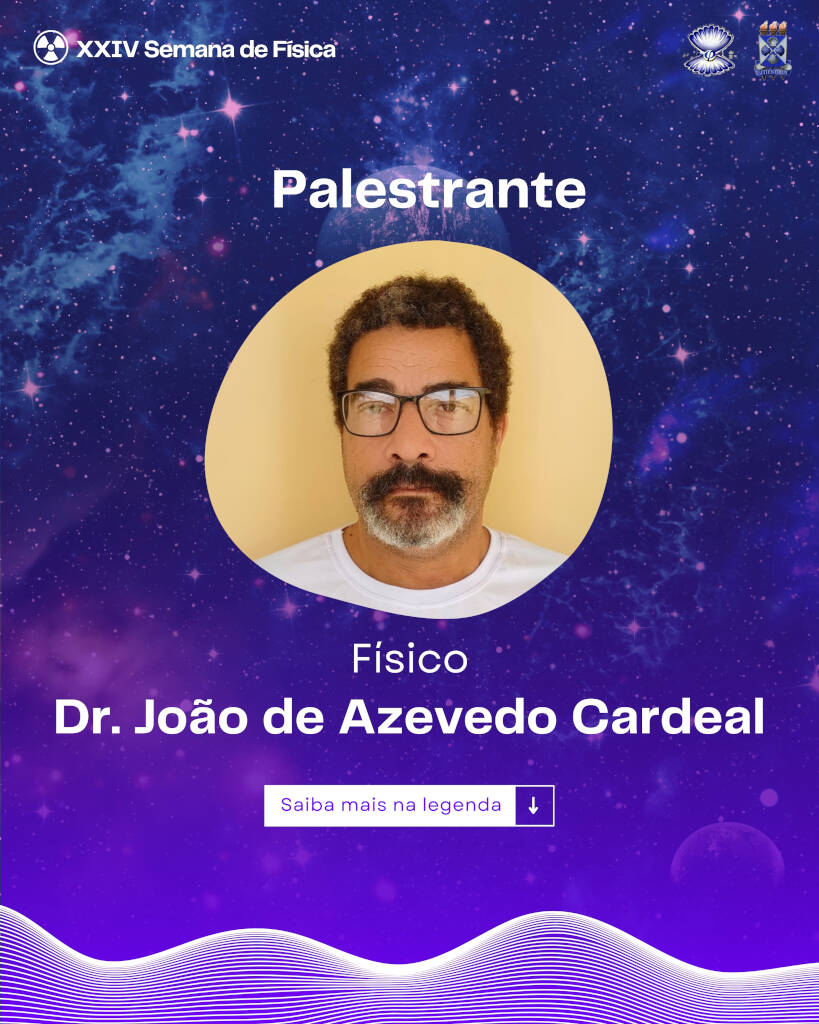 XXIV Semana de Física
Palestrante
Físico
Dr. João de Azevedo Cardeal
Saiba mais na legenda